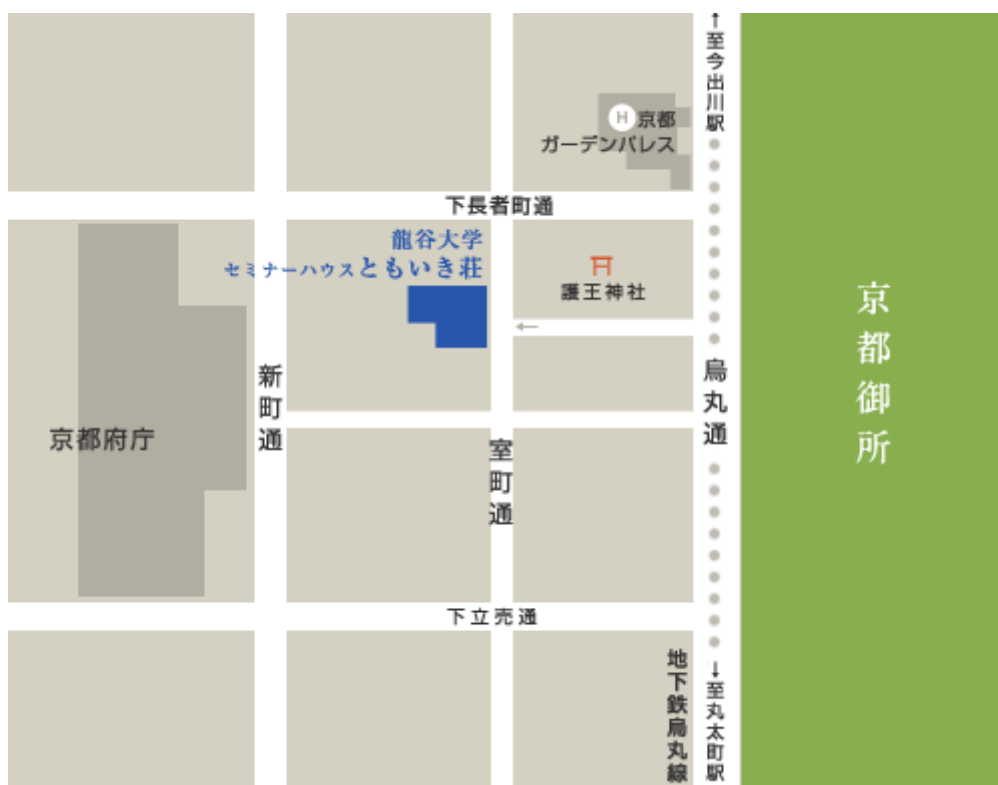 ↑至今出川駅
H 京都
ガーデンパレス
下長者町通
龍谷大学
セミナーハウスともいき荘
護王神社
←
京都御所
新町通
烏丸通
京都府庁
室町通
下立売通
地下鉄烏丸線
↓至丸太町駅